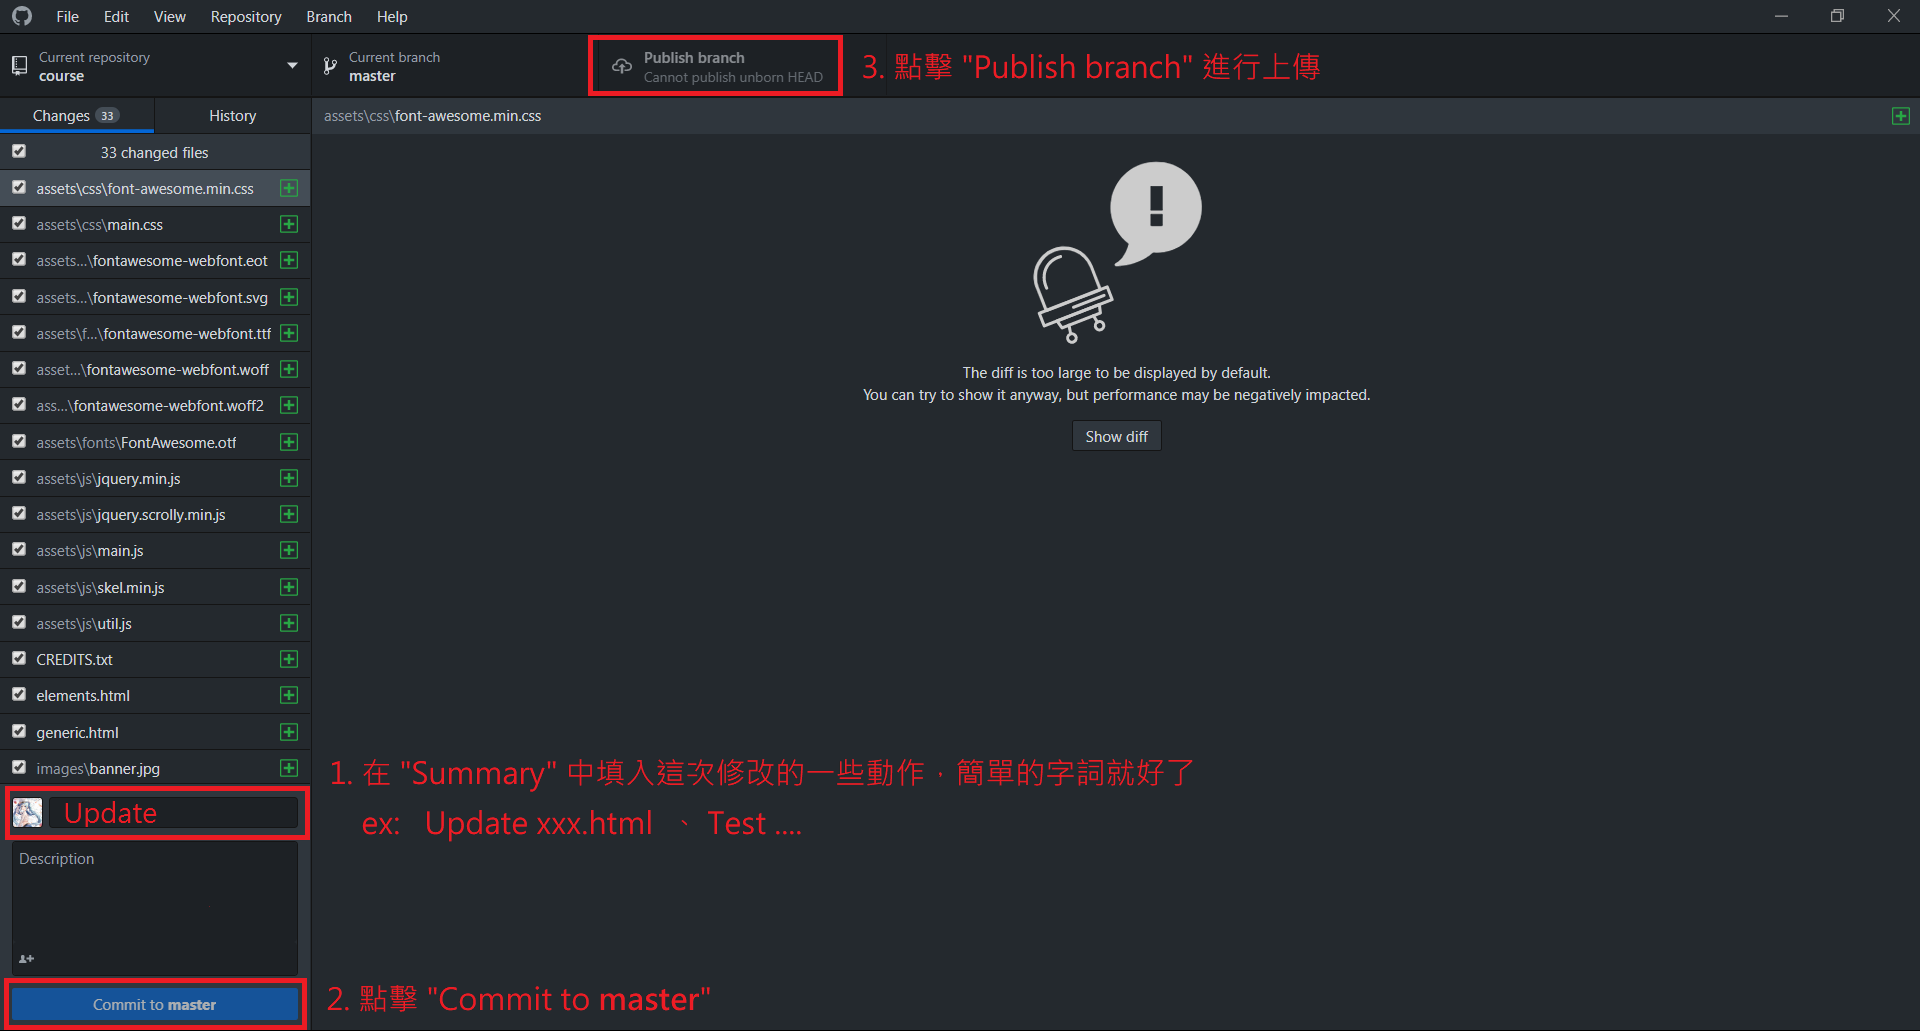 File Edit View Repository Branch Help
Current repository
course
Current branch
master
Publish branch
Cannot publish unborn HEAD
3. 點擊 "Publish branch" 進行上傳
Changes 33
History
assets\css\font-awesome.min.css
33 changed files
assets\css\font-awesome.min.css
assets\css\main.css
assets...\fontawesome-webfont.eot
assets...\fontawesome-webfont.svg
assets\f...\fontawesome-webfont.ttf
asset...\fontawesome-webfont.woff
ass...\fontawesome-webfont.woff2
assets\fonts\FontAwesome.otf
assets\js\jquery.min.js
assets\js\jquery.scrolly.min.js
assets\js\main.js
assets\js\skel.min.js
assets\js\util.js
CREDITS.txt
elements.html
generic.html
images\banner.jpg
The diff is too large to be displayed by default.
You can try to show it anyway, but performance may be negatively impacted.
Show diff
1. 在 "Summary" 中填入這次修改的一些動作，簡單的字詞就好了
ex: Update xxx.html 、 Test ....
Update
Description
Commit to master
2. 點擊 "Commit to master"